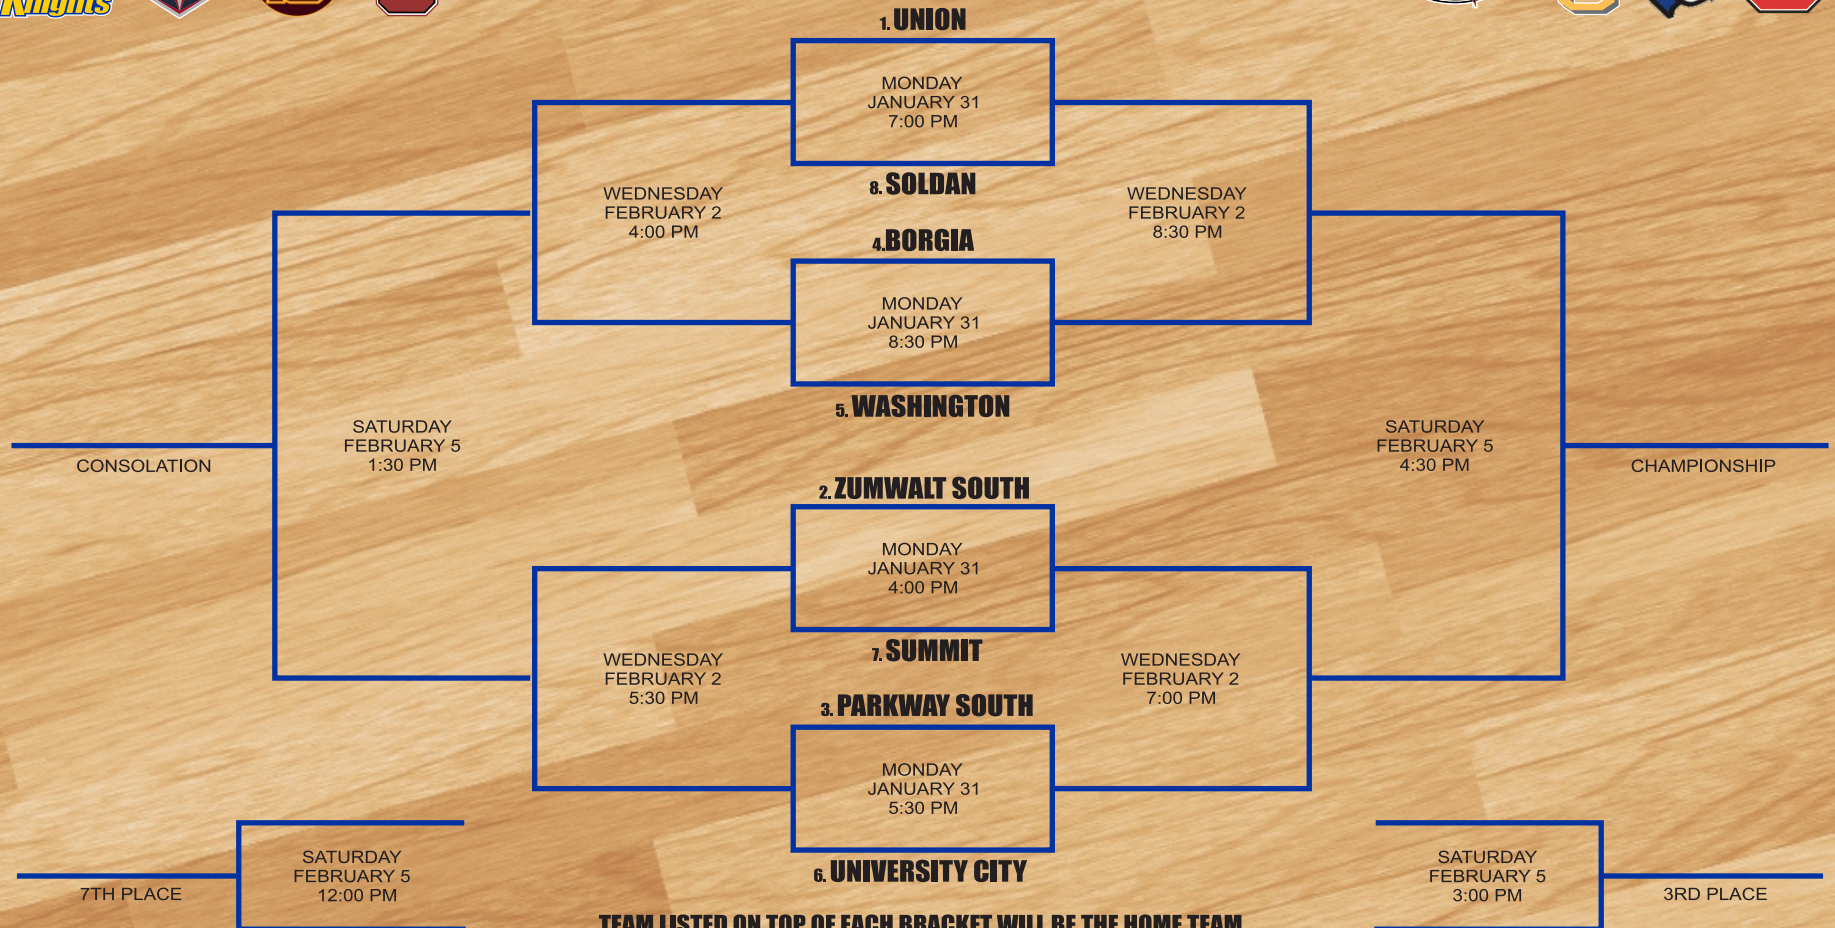 Knights
1. UNION
MONDAY
JANUARY 31
7:00 PM
8. SOLDAN
WEDNESDAY
FEBRUARY 2
4:00 PM
WEDNESDAY
FEBRUARY 2
8:30 PM
4.BORGIA
MONDAY
JANUARY 31
8:30 PM
5. WASHINGTON
SATURDAY
FEBRUARY 5
1:30 PM
CONSOLATION
SATURDAY
FEBRUARY 5
4:30 PM
CHAMPIONSHIP
2. ZUMWALT SOUTH
MONDAY
JANUARY 31
4:00 PM
7. SUMMIT
WEDNESDAY
FEBRUARY 2
5:30 PM
WEDNESDAY
FEBRUARY 2
7:00 PM
3. PARKWAY SOUTH
MONDAY
JANUARY 31
5:30 PM
6. UNIVERSITY CITY
SATURDAY
FEBRUARY 5
12:00 PM
7TH PLACE
SATURDAY
FEBRUARY 5
3:00 PM
3RD PLACE
TEAM LISTED ON TOP OF EACH BRACKET WILL BE THE HOME TEAM